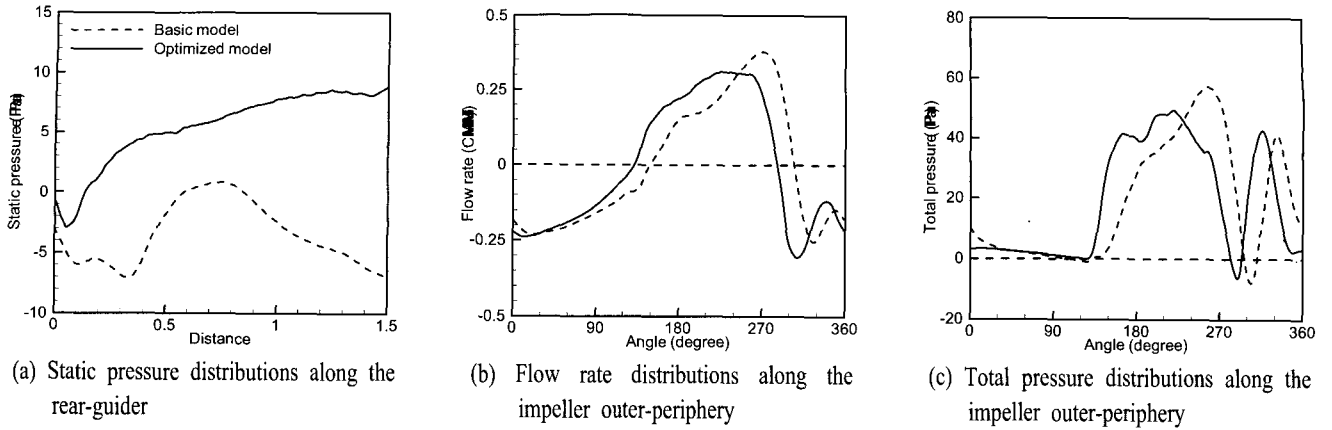 15
10
5
0
-5
-10
Static pressure (Pa)
Basic model
Optimized model
0
0.5
1
1.5
Distance
(a) Static pressure distributions along the
rear-guider
0.5
0.25
0
-0.25
-0.5
Flow rate (CMM)
0
90
180
270
360
Angle (degree)
(b) Flow rate distributions along the
impeller outer-periphery
80
60
40
20
0
-20
Total pressure (Pa)
0
90
180
270
360
Angle (degree)
(c) Total pressure distributions along the
impeller outer-periphery